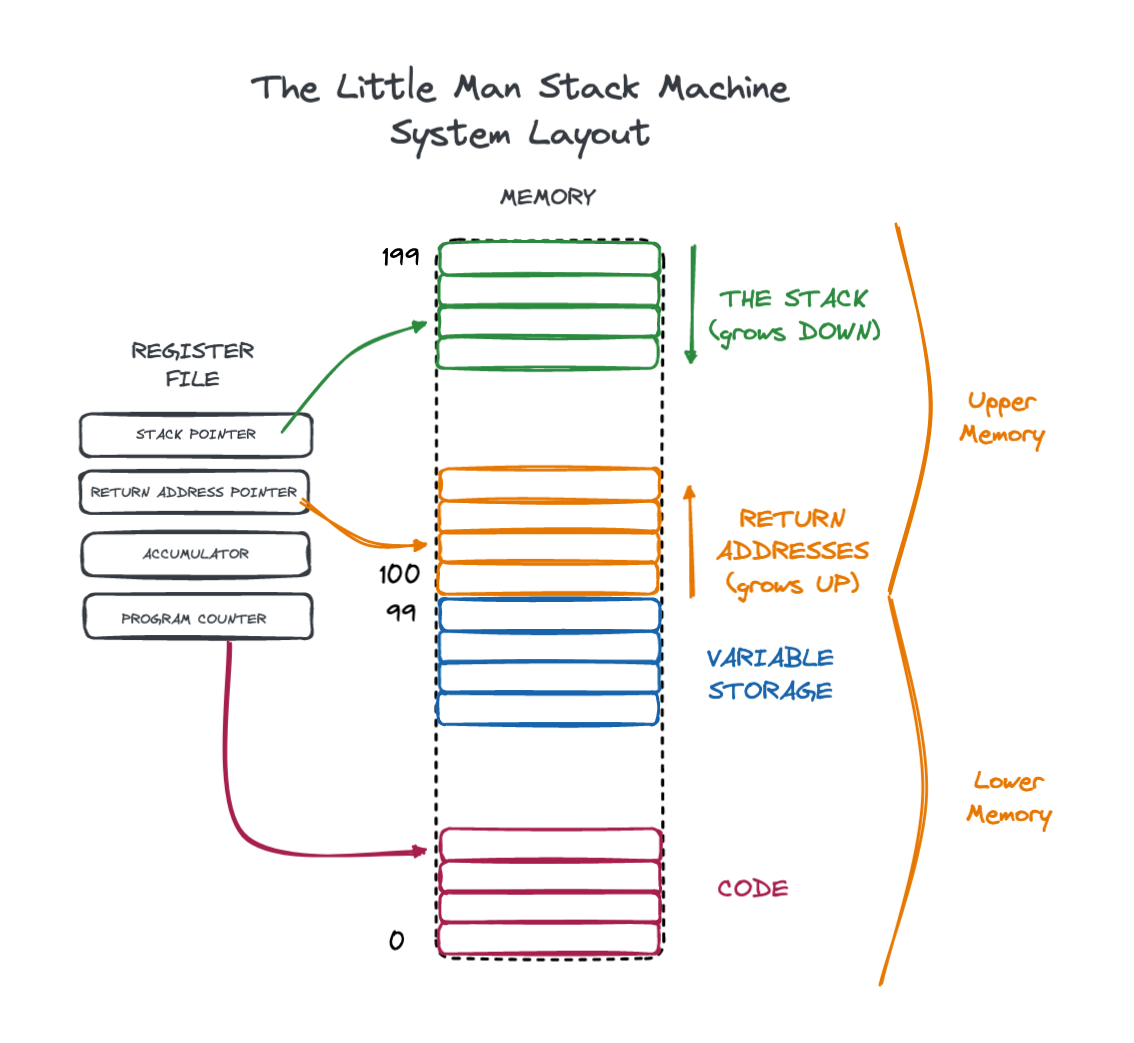 The Little Man Stack Machine
System Layout
MEMORY
199
THE STACK
(grows DOWN)
REGISTER
FILE
STACK POINTER
Upper
Memory
RETURN ADDRESS POINTER
RETURN
ADDRESSES
(grows UP)
ACCUMULATOR
100
99
PROGRAM COUNTER
VARIABLE
STORAGE
Lower
Memory
CODE
0